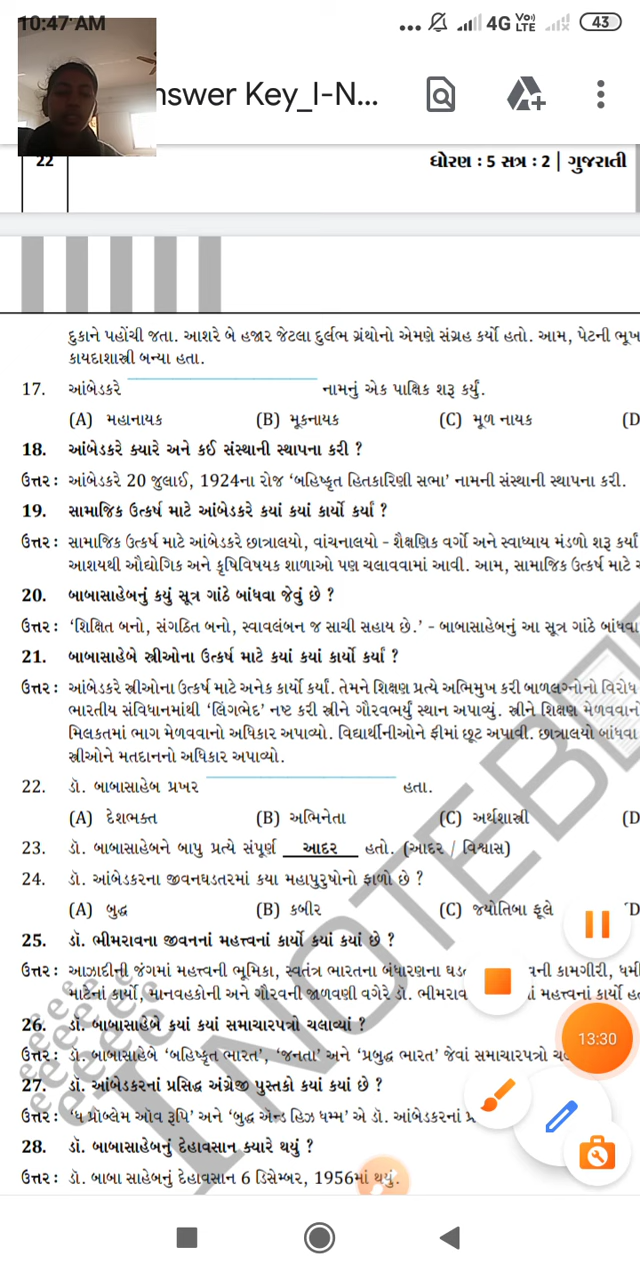 10:47 AM
... 4G Vo)) LTE 43
nswer Key_I-N...
22
ધોરણ : 5 સત્ર : 2 | ગુજરાતી
દુકાને પહોંચી જતા. આશરે બે હજાર જેટલા દુર્લભ ગ્રંથોનો એમણે સંગ્રહ કર્યો હતો. આમ, પેટની ભૂખ
કાયદાશાસ્ત્રી બન્યા હતા.
17. આંબેડકરે ____ નામનું એક પાક્ષિક શરૂ કર્યું.
(A) મહાનાયક (B) મૂકનાયક (C) મૂળ નાયક (D
18. આંબેડકરે ક્યારે અને કઈ સંસ્થાની સ્થાપના કરી ?
ઉત્તર : આંબેડકરે 20 જુલાઈ, 1924ના રોજ ‘બહિષ્કૃત હિતકારિણી સભા’ નામની સંસ્થાની સ્થાપના કરી.
19. સામાજિક ઉત્કર્ષ માટે આંબેડકરે કયાં કયાં કાર્યો કર્યાં ?
ઉત્તર : સામાજિક ઉત્કર્ષ માટે આંબેડકરે છાત્રાલયો, વાંચનાલયો - શૈક્ષણિક વર્ગો અને સ્વાધ્યાય મંડળો શરૂ કર્યાં
આશયથી ઔદ્યોગિક અને કૃષિવિષયક શાળાઓ પણ ચલાવવામાં આવી. આમ, સામાજિક ઉત્કર્ષ માટે
20. બાબાસાહેબનું કયું સૂત્ર ગાંઠે બાંધવા જેવું છે ?
ઉત્તર : ‘શિક્ષિત બનો, સંગઠિત બનો, સ્વાવલંબન જ સાચી સહાય છે.’ - બાબાસાહેબનું આ સૂત્ર ગાંઠે બાંધવા
21. બાબાસાહેબે સ્ત્રીઓના ઉત્કર્ષ માટે કયાં કયાં કાર્યો કર્યાં ?
ઉત્તર : આંબેડકરે સ્ત્રીઓના ઉત્કર્ષ માટે અનેક કાર્યો કર્યાં. તેમને શિક્ષણ પ્રત્યે અભિમુખ કરી બાળલગ્નોનો વિરોધ
ભારતીય સંવિધાનમાંથી ‘લિંગભેદ’ નષ્ટ કરી સ્ત્રીને ગૌરવભર્યું સ્થાન અપાવ્યું. સ્ત્રીને શિક્ષણ મેળવવાનો
મિલકતમાં ભાગ મેળવવાનો અધિકાર અપાવ્યો. વિદ્યાર્થીનીઓને ફીમાં છૂટ અપાવી. છાત્રાલયો બાંધવા
સ્ત્રીઓને મતદાનનો અધિકાર અપાવ્યો.
22. ડૉ. બાબાસાહેબ પ્રખર ____ હતા.
(A) દેશભક્ત (B) અભિનેતા (C) અર્થશાસ્ત્રી (D
23. ડૉ. બાબાસાહેબને બાપુ પ્રત્યે સંપૂર્ણ આદર હતો. (આદર / વિશ્વાસ)
24. ડૉ. આંબેડકરના જીવનઘડતરમાં કયા મહાપુરુષોનો ફાળો છે ?
(A) બુદ્ધ (B) કબીર (C) જ્યોતિબા ફૂલે D
25. ડૉ. ભીમરાવના જીવનનાં મહત્ત્વનાં કાર્યો કયાં કયાં છે ?
ઉત્તર : આઝાદીની જંગમાં મહત્ત્વની ભૂમિકા, સ્વતંત્ર ભારતના બંધારણના ઘડ વની કામગીરી, ધર્મ
માટેનાં કાર્યો, માનવહકોની અને ગૌરવની જાળવણી વગેરે ડૉ. ભીમરાવ નાં મહત્ત્વનાં કાર્યો હ
26. ડૉ. બાબાસાહેબે કયાં કયાં સમાચારપત્રો ચલાવ્યાં ?
ઉત્તર : ડૉ. બાબાસાહેબે ‘બહિષ્કૃત ભારત’, ‘જનતા’ અને ‘પ્રબુદ્ધ ભારત’ જેવાં સમાચારપત્રો ચ
13:30
27. ડૉ. આંબેડકરનાં પ્રસિદ્ધ અંગ્રેજી પુસ્તકો કયાં કયાં છે ?
ઉત્તર : ‘ધ પ્રૉબ્લેમ ઑવ રૂપિ’ અને ‘બુદ્ધ ઍન્ડ હિઝ ધમ્મ’ એ ડૉ. આંબેડકરનાં પ્ર
28. ડૉ. બાબાસાહેબનું દેહાવસાન ક્યારે થયું ?
ઉત્તર : ડૉ. બાબા સાહેબનું દેહાવસાન 6 ડિસેમ્બર, 1956માં થયું.
INOTEB